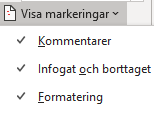 Visa markeringar
Kommentarer
Infogat och borttaget
Formatering